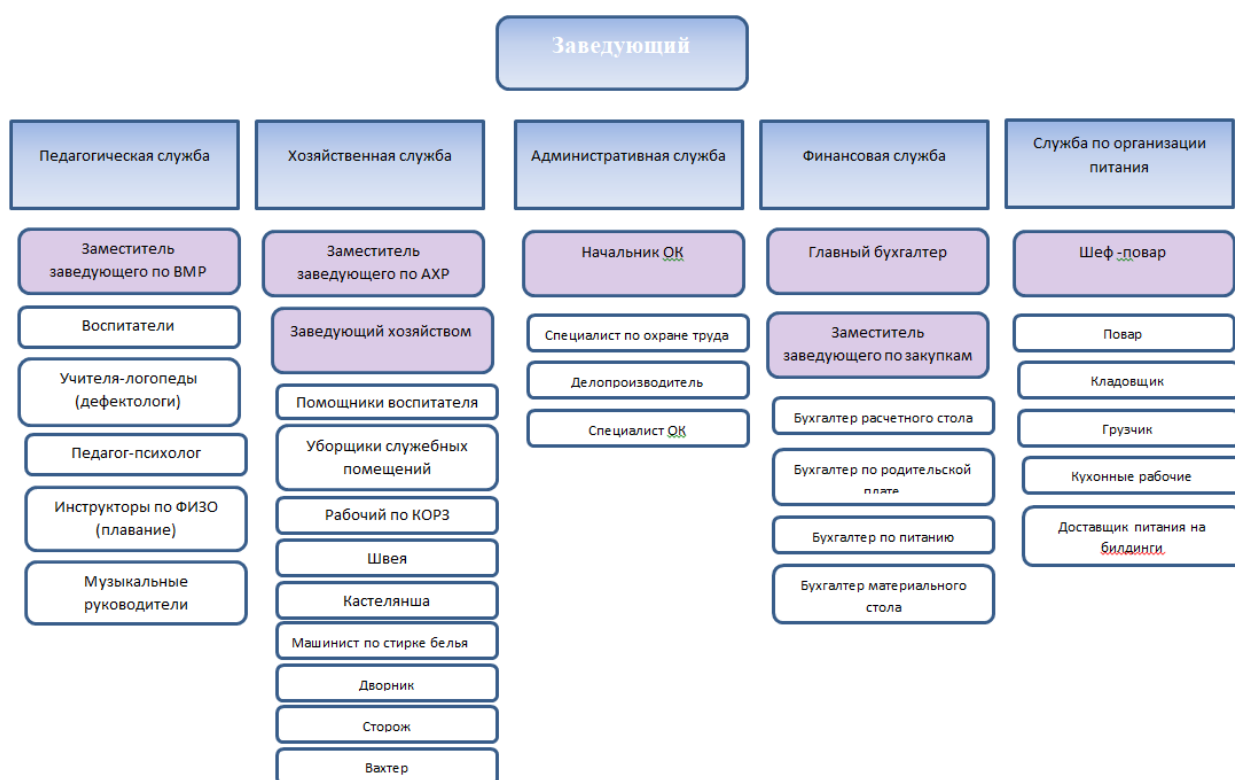 Заведующий
Педагогическая служба
Хозяйственная служба
Административная служба
Финансовая служба
Служба по организации
питания
Заместитель
заведующего по ВМР
Воспитатели
Учителя-логопеды
(дефектологи)
Педагог-психолог
Инструкторы по ФИЗО
(плавание)
Музыкальные
руководители
Заместитель
заведующего по АХР
Заведующий хозяйством
Помощники воспитателя
Уборщики служебных
помещений
Рабочий по КОРЗ
Швея
Кастелянша
Машинист по стирке белья
Дворник
Сторож
Вахтер
Начальник ОК
Специалист по охране труда
Делопроизводитель
Специалист ОК
Главный бухгалтер
Заместитель
заведующего по закупкам
Бухгалтер расчетного стола
Бухгалтер по родительской
плате
Бухгалтер по питанию
Бухгалтер материального
стола
Шеф -повар
Повар
Кладовщик
Грузчик
Кухонные рабочие
Доставщик питания на
билдинги